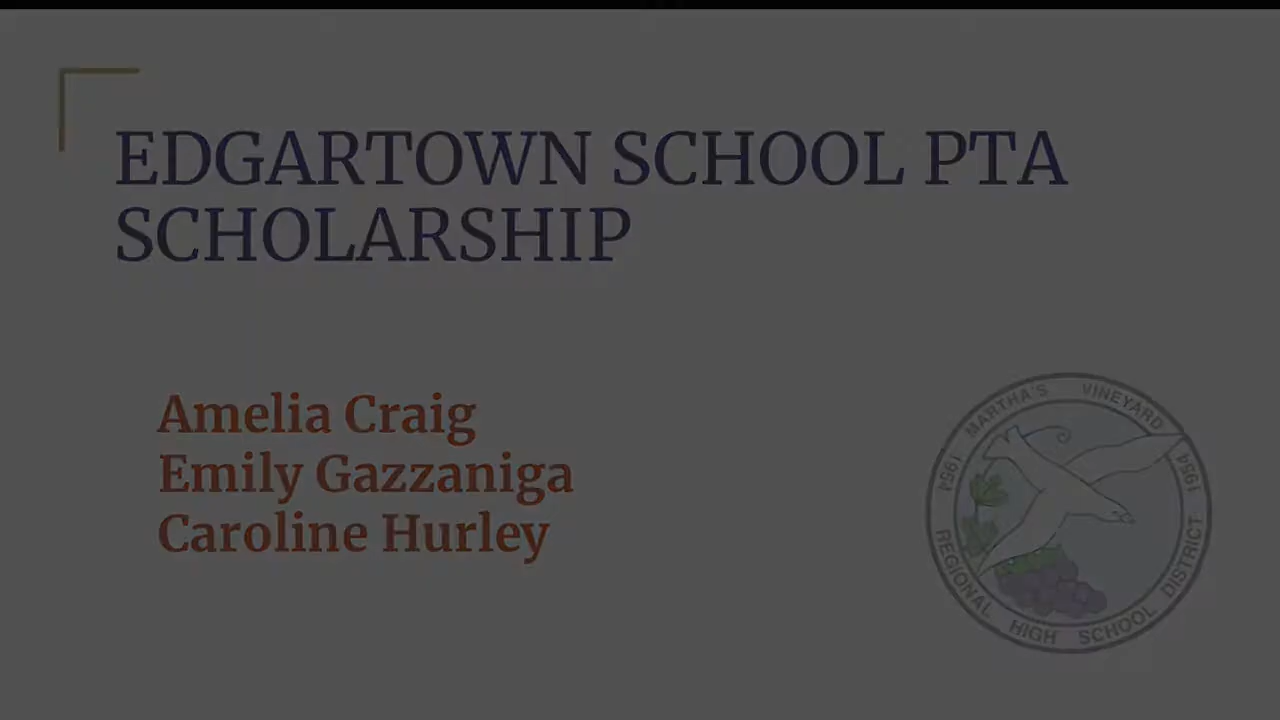 EDGARTOWN SCHOOL PTA
SCHOLARSHIP
Amelia Craig
Emily Gazzaniga
Caroline Hurley
MARTHA'S VINEYARD
1954 1954
REGIONAL HIGH SCHOOL DISTRICT